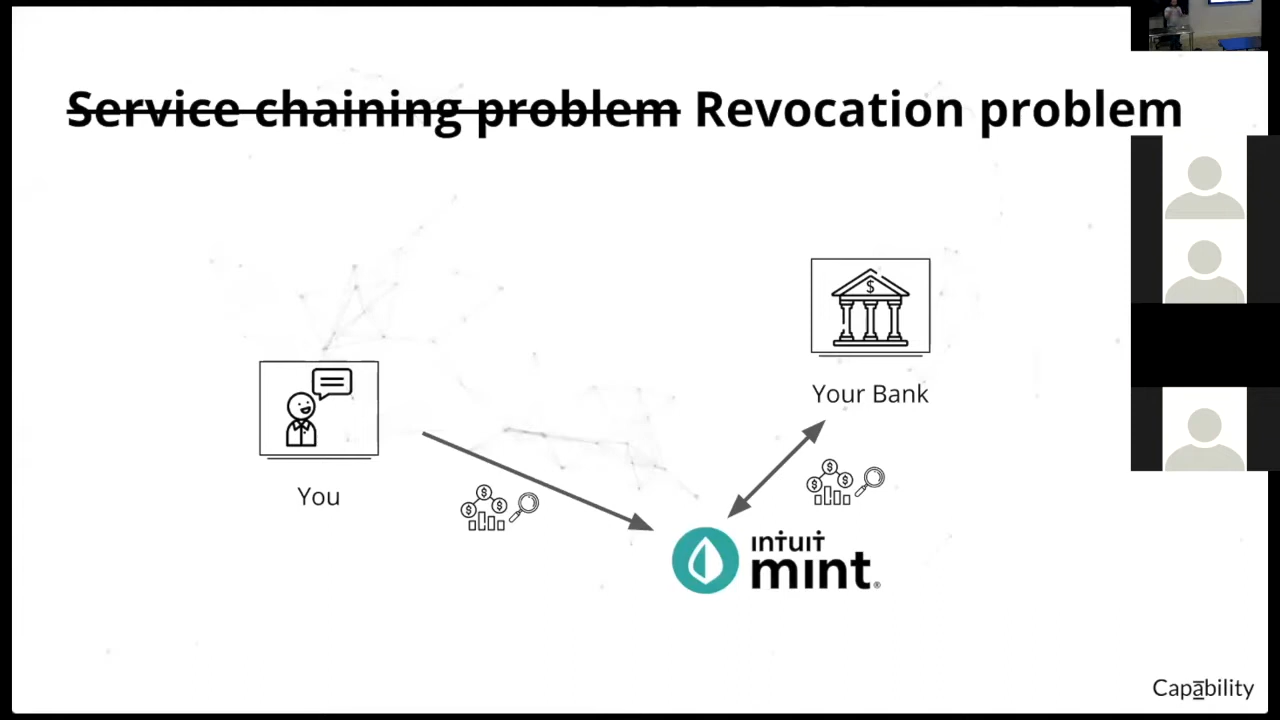 Service chaining problem Revocation problem
Your Bank
You
intuit
mint®
Capability